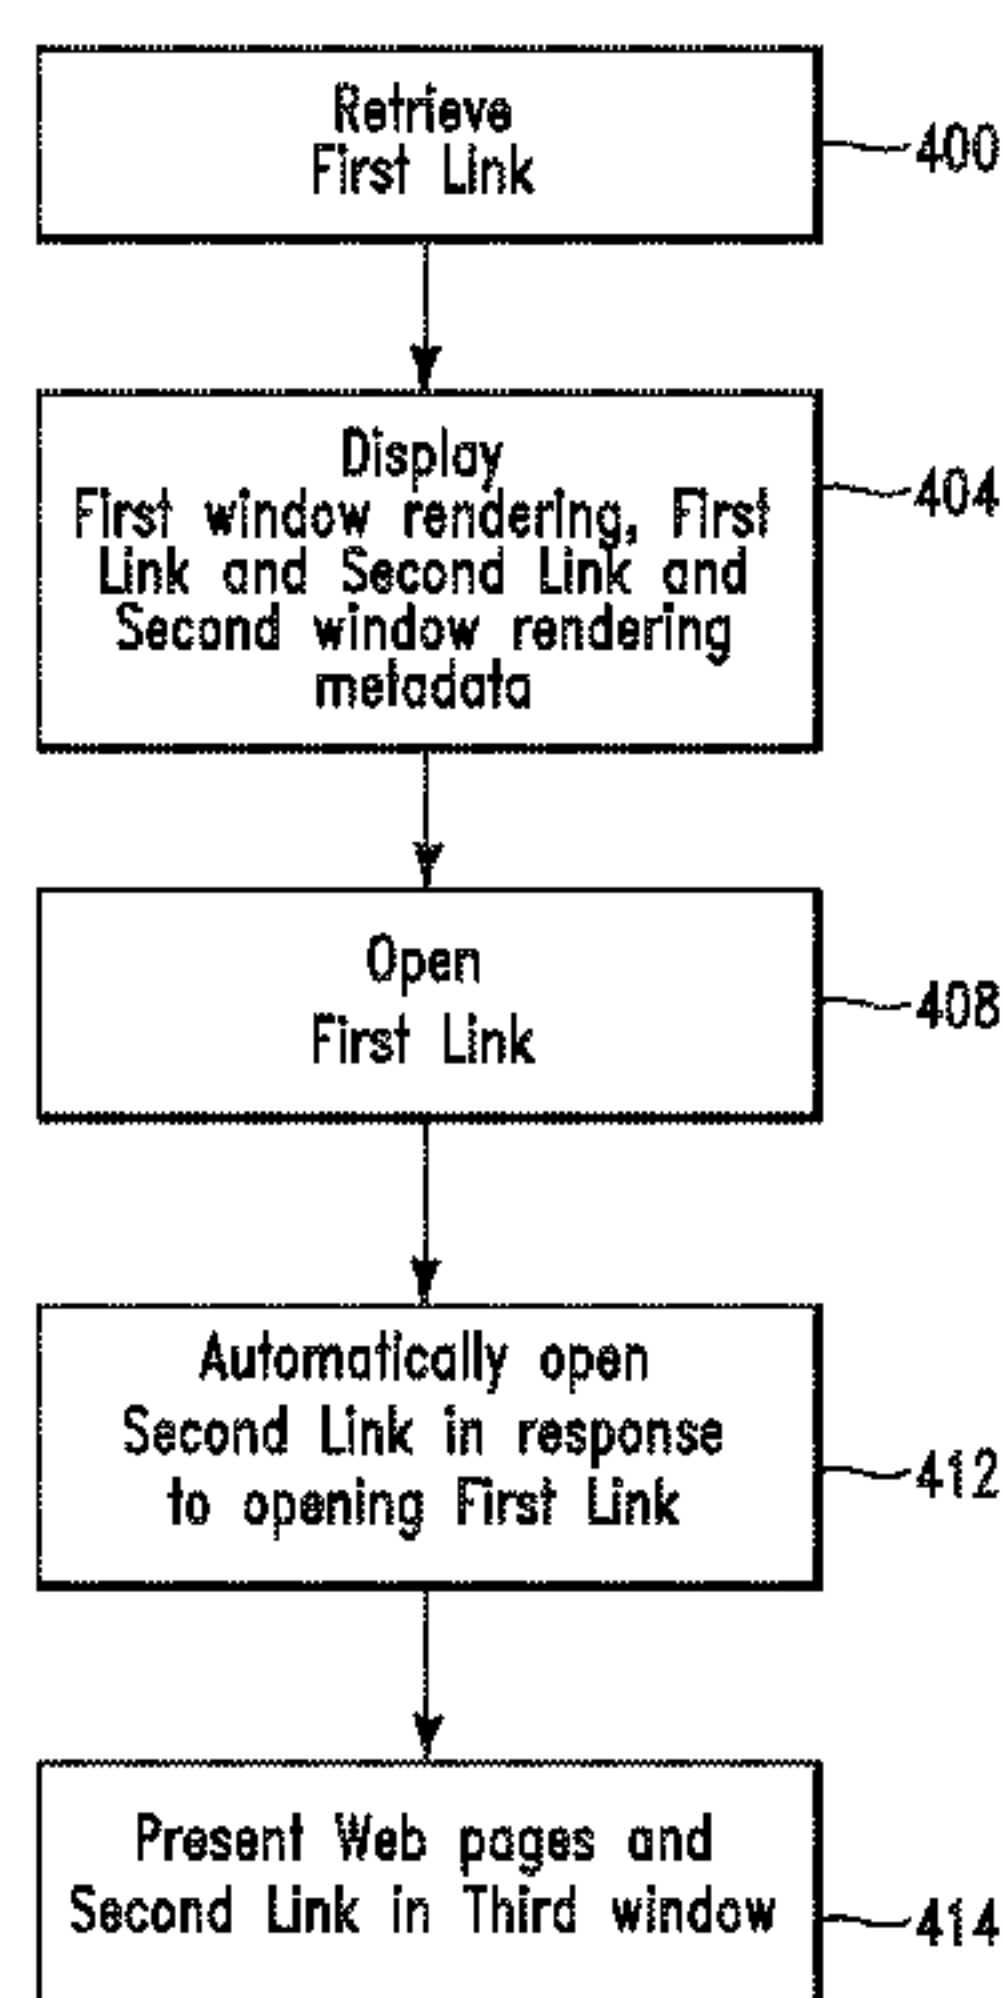 Retrieve
First Link
400
Display
First window rendering, First
Link and Second Link and
Second window rendering
metadata
404
Open
First Link
408
Automatically open
Second Link in response
to opening First Link
412
Present Web pages and
Second Link in Third window
414